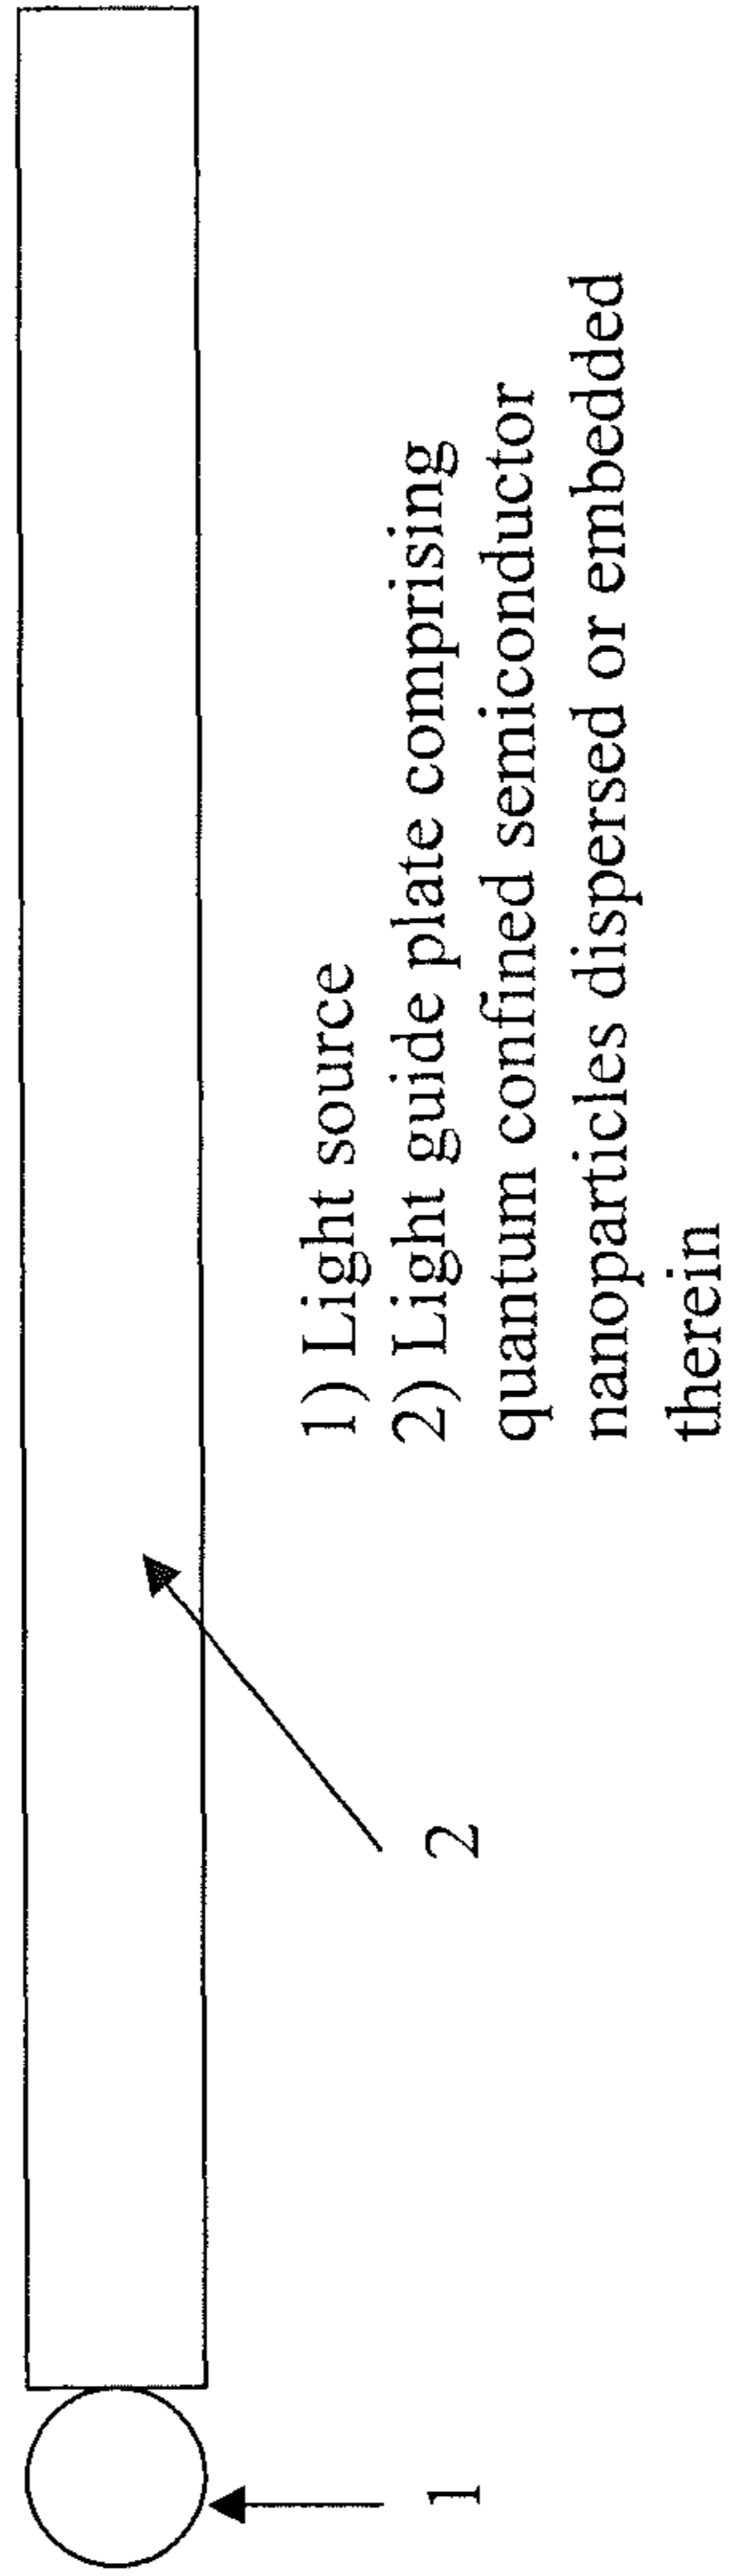 1
2
1) Light source
2) Light guide plate comprising
quantum confined semiconductor
nanoparticles dispersed or embedded
therein